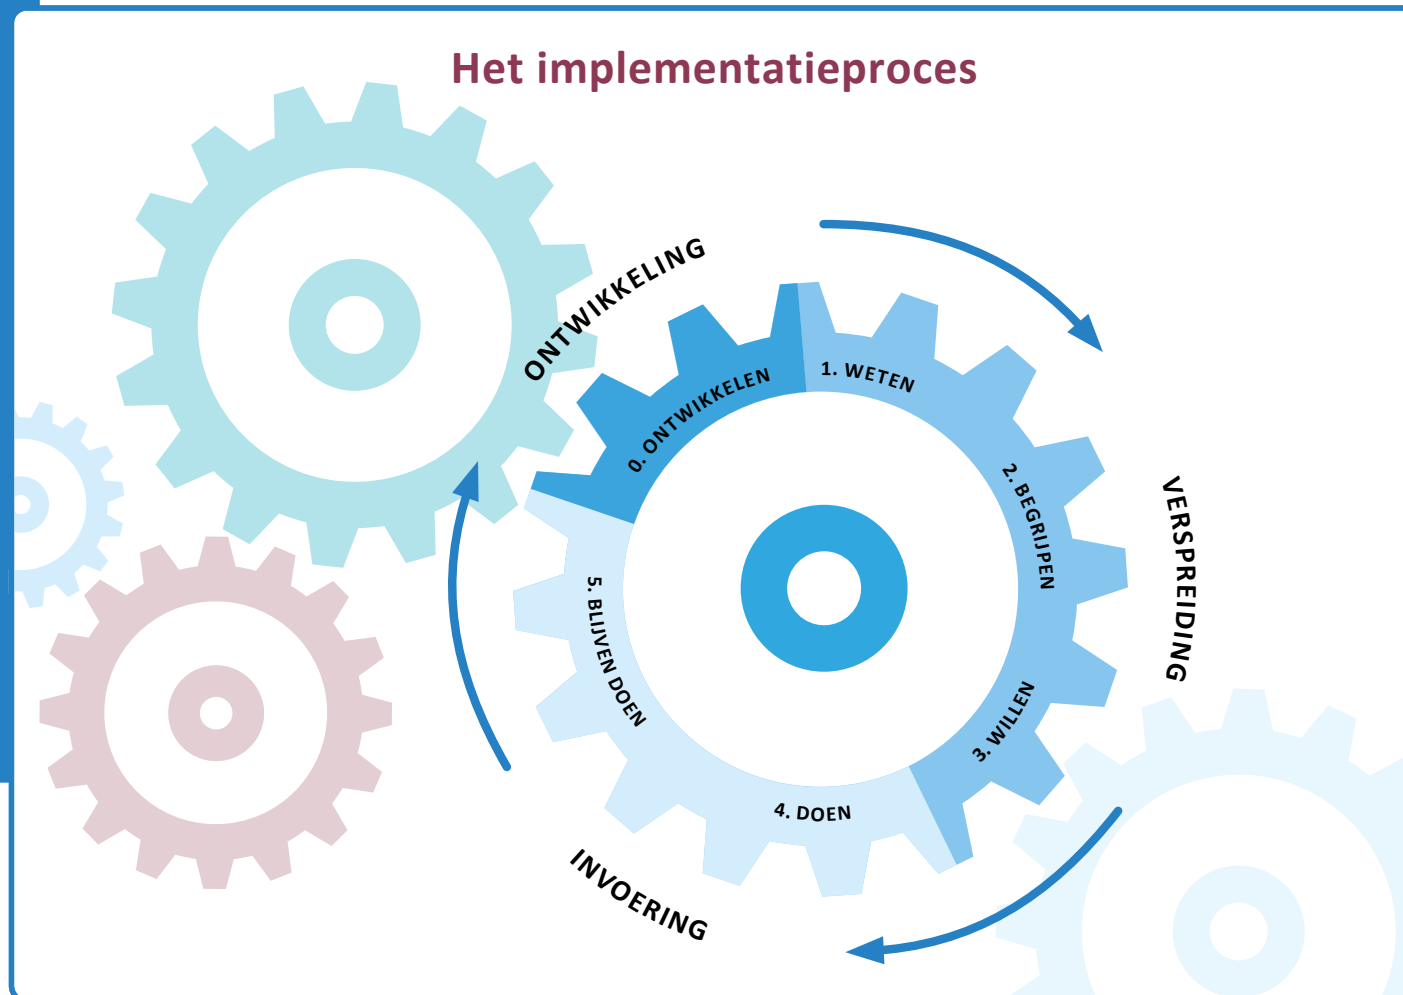 Het implementatieproces
ONTWIKKELING
0. ONTWIKKELEN
1. WETEN
2. BEGRIJPEN
VERSPREIDING
3. WILLEN
4. DOEN
INVOERING
5. BLIJVEN DOEN